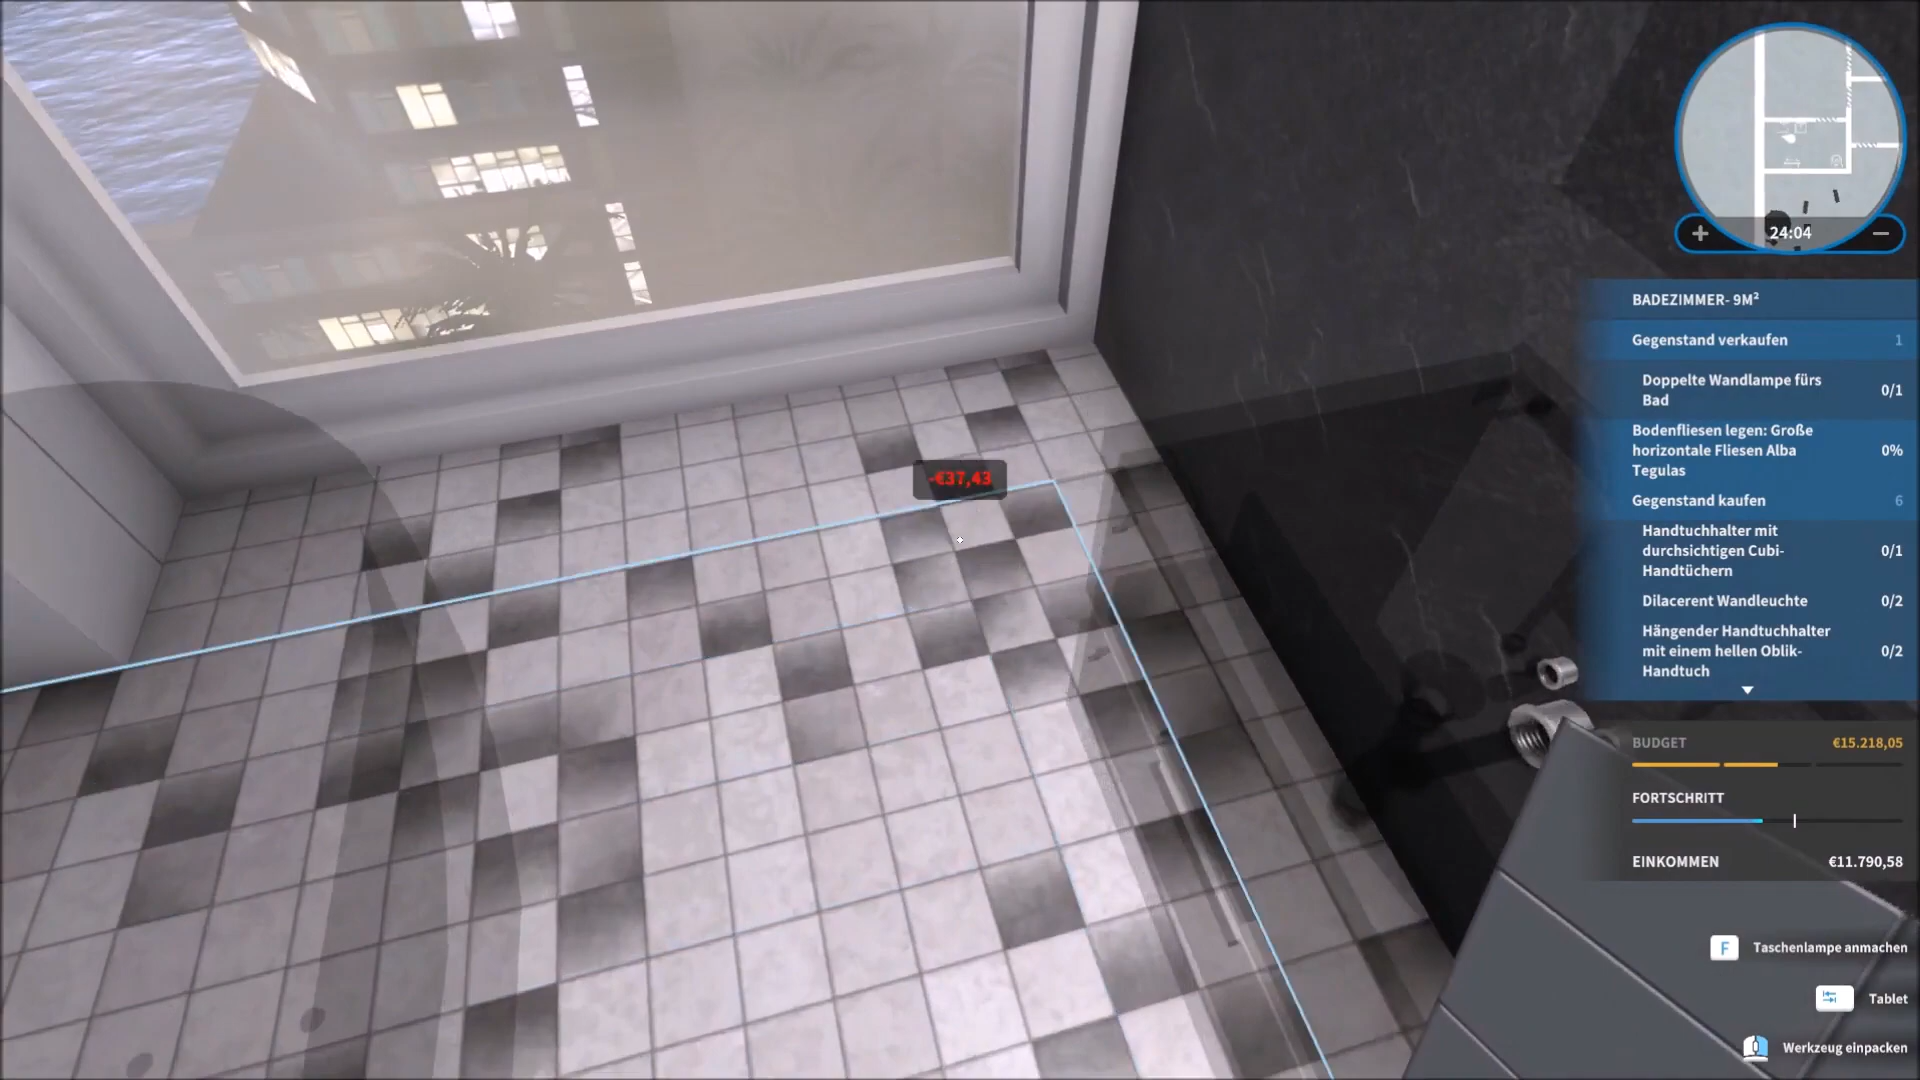 24:04
BADEZIMMER- 9M²
Gegenstand verkaufen 1
Doppelte Wandlampe fürs
Bad 0/1
Bodenfliesen legen: Große
horizontale Fliesen Alba 0%
Tegulas
Gegenstand kaufen 6
Handtuchhalter mit
durchsichtigen Cubi- 0/1
Handtüchern
Dilacerent Wandleuchte 0/2
Hängender Handtuchhalter
mit einem hellen Oblik- 0/2
Handtuch
-€37,43
BUDGET €15.218,05
FORTSCHRITT
EINKOMMEN €11.790,58
F Taschenlampe anmachen
Tablet
Werkzeug einpacken